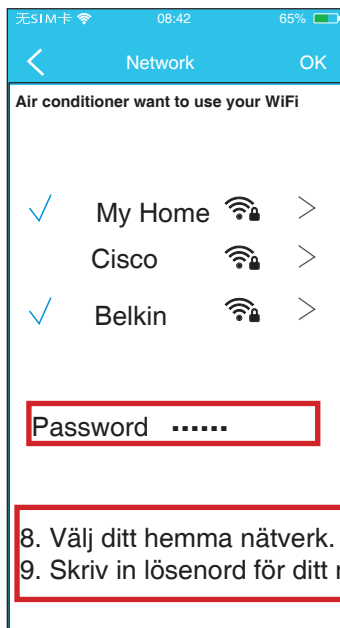 无SIM卡 08:42 65%
Network OK
Air conditioner want to use your WiFi
My Home
Cisco
Belkin
Password ······
8. Välj ditt hemma nätverk.
9. Skriv in lösenord för ditt